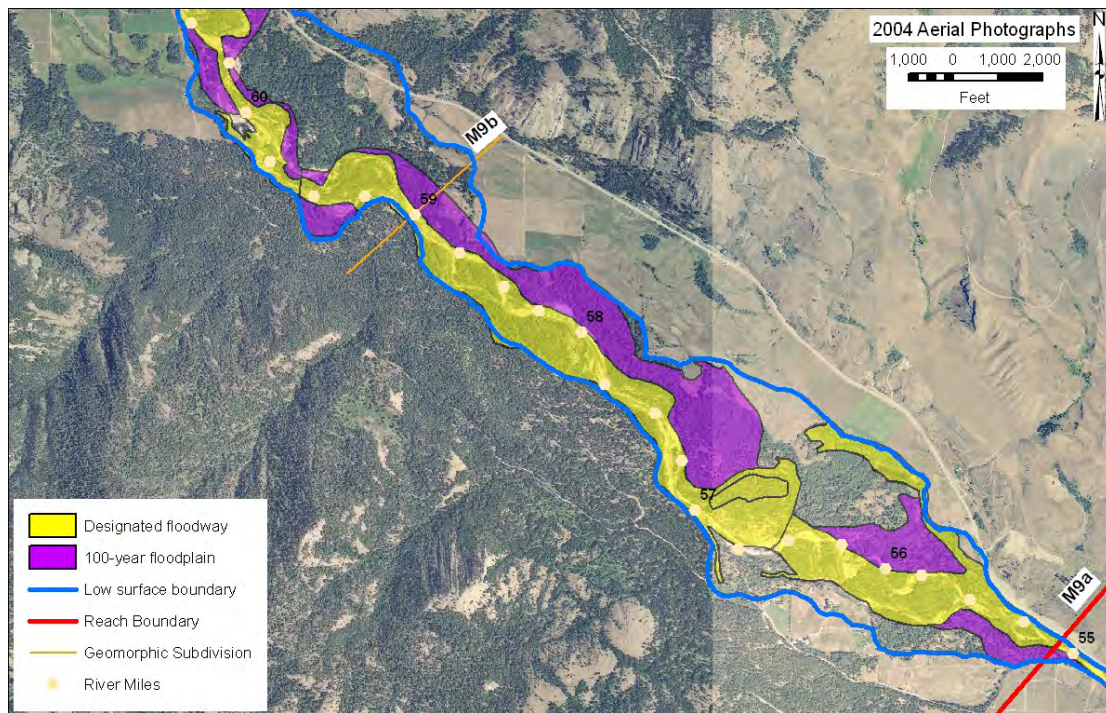 2004 Aerial Photographs
N
1,000 0 1,000 2,000
Feet
60
M9b
59
58
57
56
M9a
55
Designated floodway
100-year floodplain
Low surface boundary
Reach Boundary
Geomorphic Subdivision
River Miles